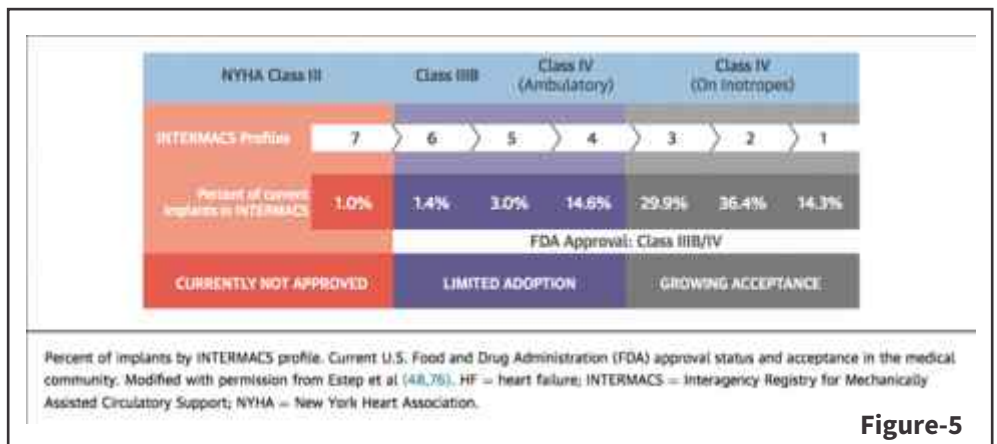 NYHA Class III Class IIIB Class IV Class IV
(Ambulatory) (On Inotropes)
INTERMACS Profiles 7 6 5 4 3 2 1
Percent of current
implants in INTERMACS 1.0% 1.4% 3.0% 14.6% 29.9% 36.4% 14.3%
FDA Approval: Class IIIB/IV
CURRENTLY NOT APPROVED LIMITED ADOPTION GROWING ACCEPTANCE
Percent of implants by INTERMACS profile. Current U.S. Food and Drug Administration (FDA) approval status and acceptance in the medical
community. Modified with permission from Estep et al (48,76). HF = heart failure; INTERMACS = Interagency Registry for Mechanically
Assisted Circulatory Support; NYHA = New York Heart Association.
Figure-5